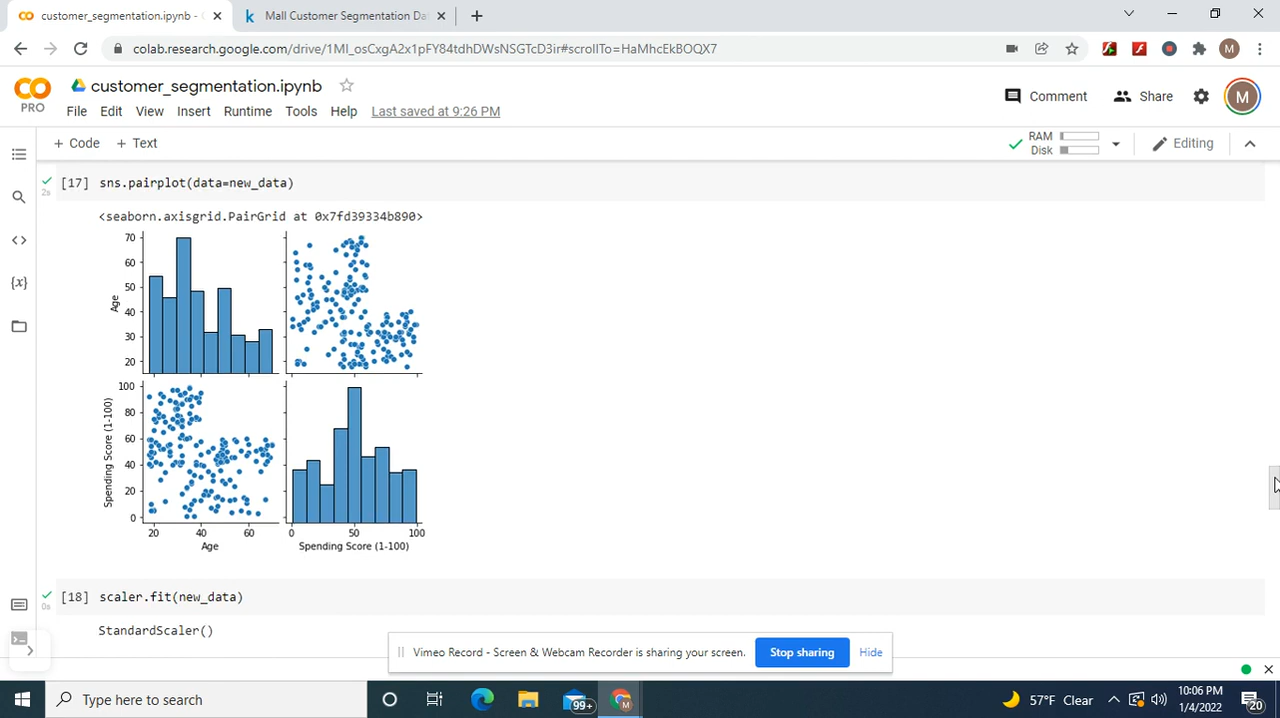 customer_segmentation.ipynb - C
Mall Customer Segmentation Dat
colab.research.google.com/drive/1Ml_osCxgA2x1pFY84tdhDWsNSGTcD3ir#scrollTo=HaMhcEkBOQX7
M
PRO
customer_segmentation.ipynb
Comment
Share
M
File Edit View Insert Runtime Tools Help Last saved at 9:26 PM
+ Code + Text
RAM
Disk
Editing
[17] sns.pairplot(data=new_data)
2s
<seaborn.axisgrid.PairGrid at 0x7fd39334b890>
70
60
50
40
30
20
Age
100
80
60
40
20
0
Spending Score (1-100)
20 40 60 0 50 100
Age Spending Score (1-100)
[18] scaler.fit(new_data)
0s
StandardScaler()
Vimeo Record - Screen & Webcam Recorder is sharing your screen. Stop sharing Hide
Type here to search
99+
M
57°F Clear
10:06 PM
1/4/2022
20